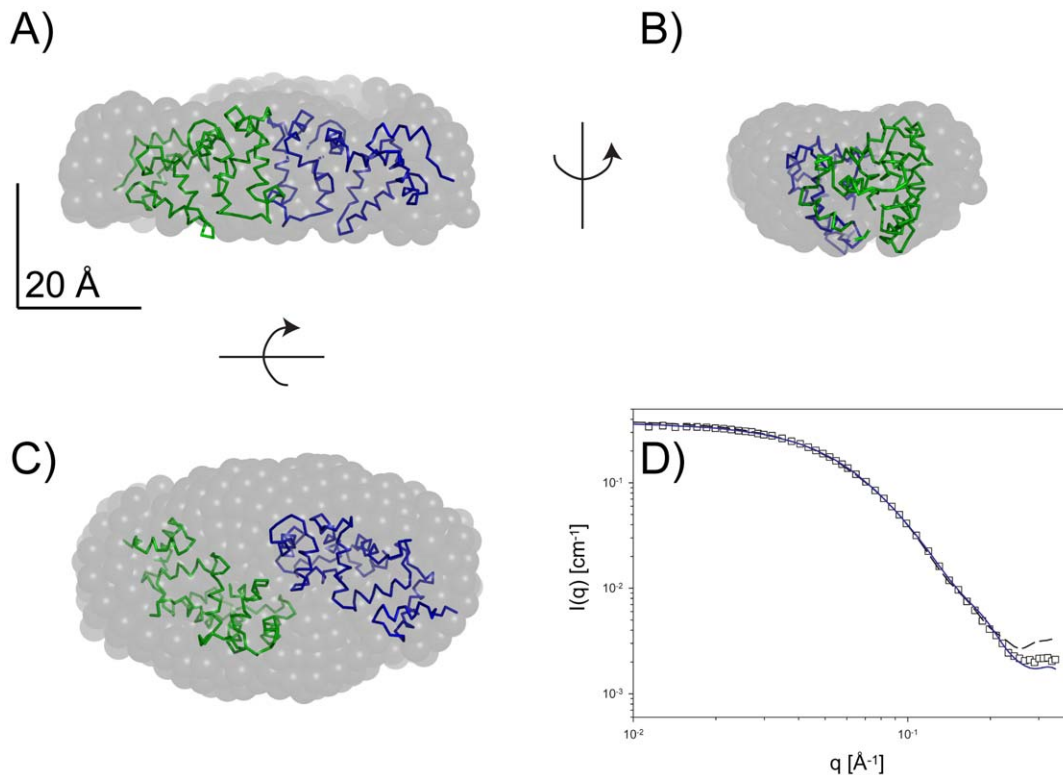 A)
B)
20 Å
C)
D)
I(q) [cm⁻¹]
10⁻¹
10⁻²
10⁻³
10⁻²
10⁻¹
q [Å⁻¹]